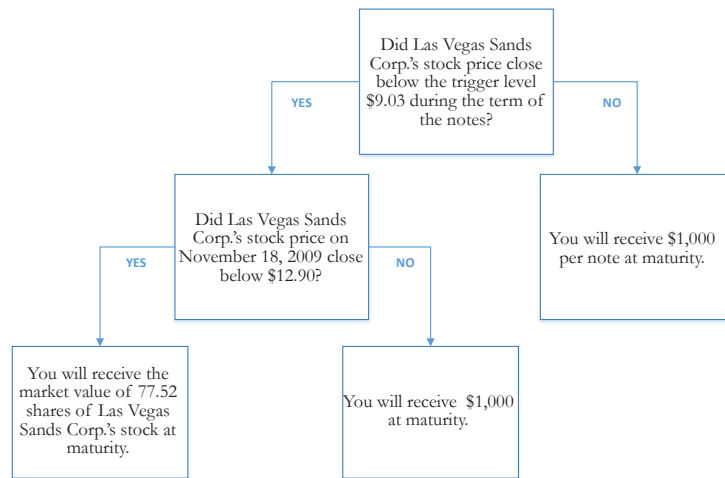 Did Las Vegas Sands
Corp.'s stock price close
below the trigger level
$9.03 during the term of
the notes?
YES
NO
Did Las Vegas Sands
Corp.'s stock price on
November 18, 2009 close
below $12.90?
You will receive $1,000
per note at maturity.
YES
NO
You will receive the
market value of 77.52
shares of Las Vegas
Sands Corp.'s stock at
maturity.
You will receive $1,000
at maturity.